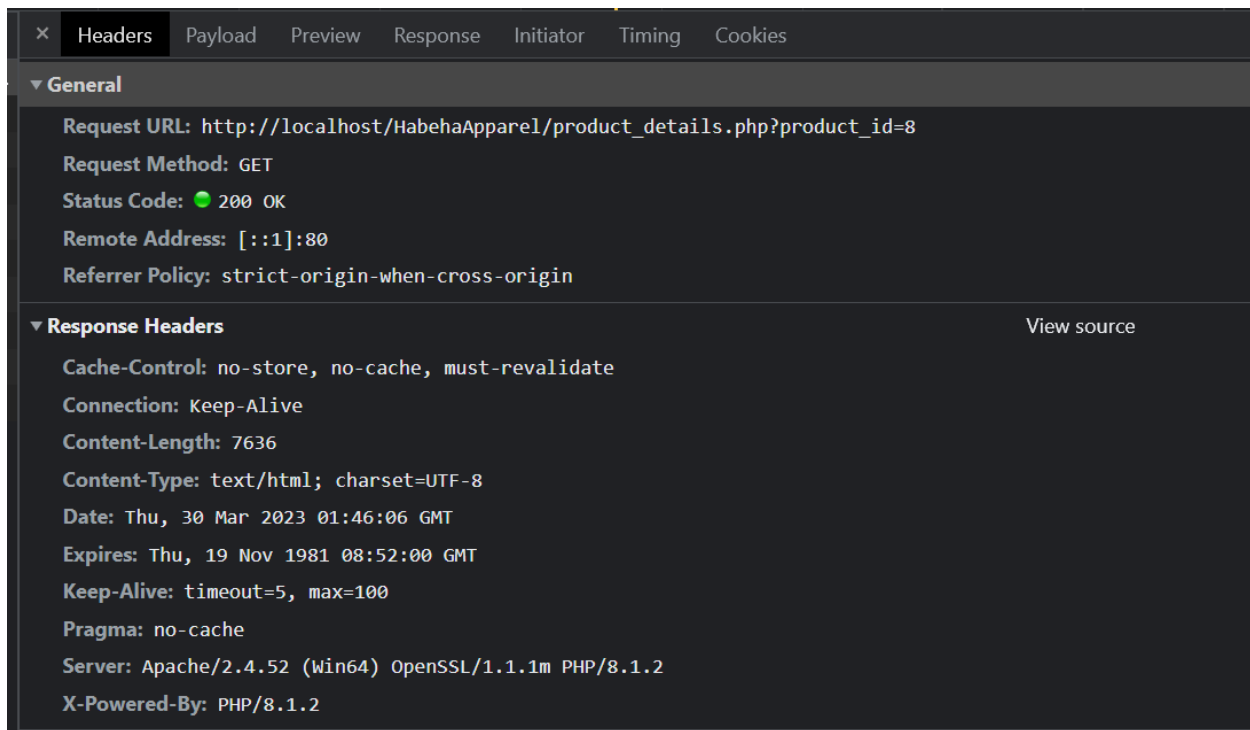 × Headers Payload Preview Response Initiator Timing Cookies
▼ General
Request URL: http://localhost/HabehaApparel/product_details.php?product_id=8
Request Method: GET
Status Code: 200 OK
Remote Address: [::1]:80
Referrer Policy: strict-origin-when-cross-origin
▼ Response Headers View source
Cache-Control: no-store, no-cache, must-revalidate
Connection: Keep-Alive
Content-Length: 7636
Content-Type: text/html; charset=UTF-8
Date: Thu, 30 Mar 2023 01:46:06 GMT
Expires: Thu, 19 Nov 1981 08:52:00 GMT
Keep-Alive: timeout=5, max=100
Pragma: no-cache
Server: Apache/2.4.52 (Win64) OpenSSL/1.1.1m PHP/8.1.2
X-Powered-By: PHP/8.1.2